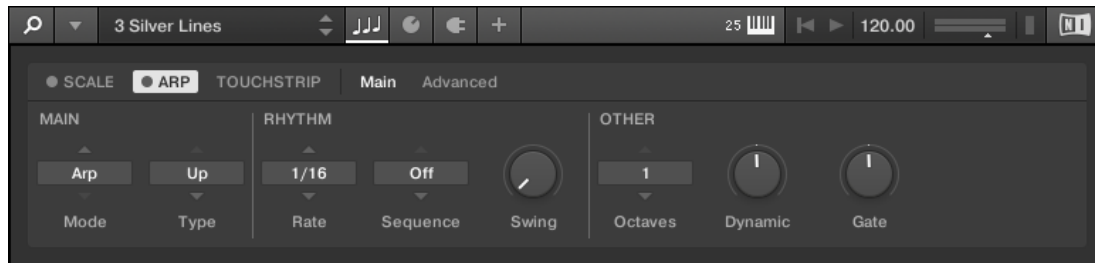 3 Silver Lines 25 120.00 NI
SCALE ARP TOUCHSTRIP Main Advanced
MAIN RHYTHM OTHER
Arp Up 1/16 Off 1
Mode Type Rate Sequence Swing Octaves Dynamic Gate